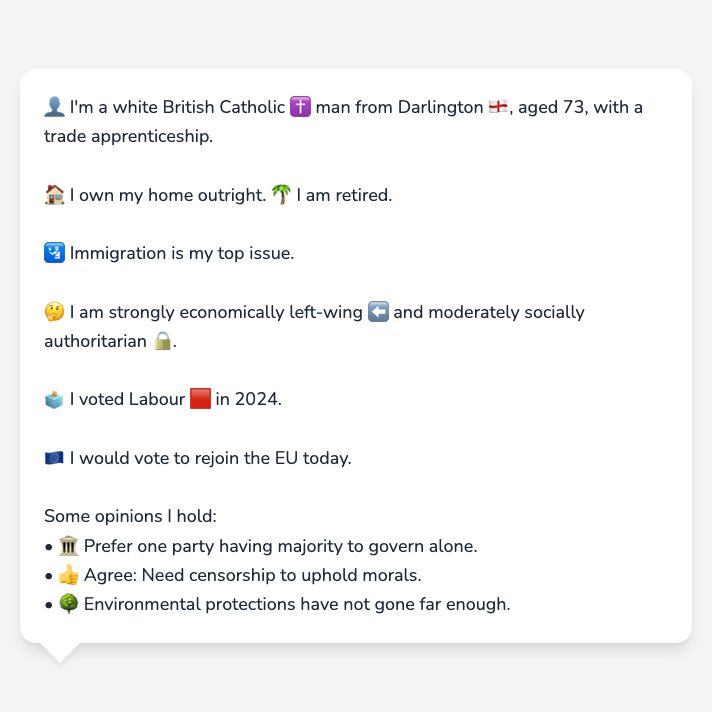 👤 I'm a white British Catholic ✝️ man from Darlington 🏴󠁧󠁢󠁥󠁮󠁧󠁿, aged 73, with a
trade apprenticeship.
🏠 I own my home outright. 🌴 I am retired.
🛂 Immigration is my top issue.
🤔 I am strongly economically left-wing ⬅️ and moderately socially
authoritarian 🔒.
🗳️ I voted Labour 🟥 in 2024.
🇪🇺 I would vote to rejoin the EU today.
Some opinions I hold:
• 🏛️ Prefer one party having majority to govern alone.
• 👍 Agree: Need censorship to uphold morals.
• 🌳 Environmental protections have not gone far enough.